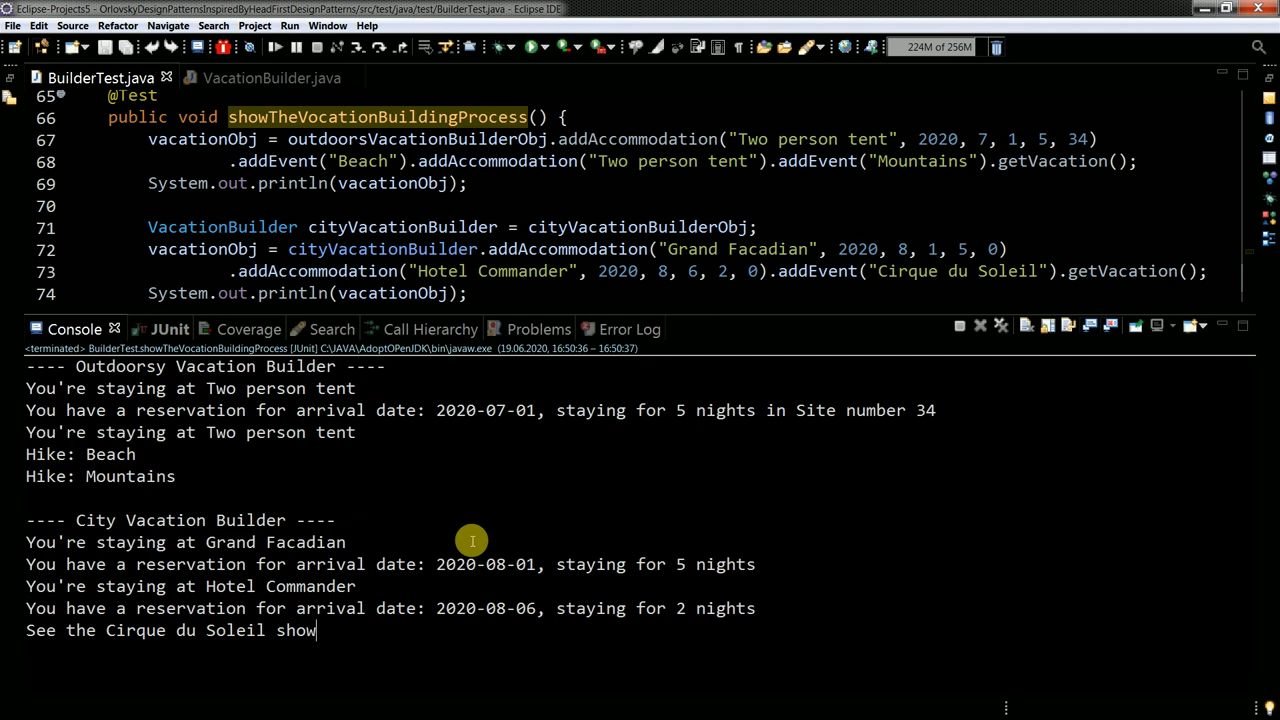 Eclipse-Projects5 - OrlovskyDesignPatternsInspiredByHeadFirstDesignPatterns/src/test/java/test/BuilderTest.java - Eclipse IDE
File Edit Source Refactor Navigate Search Project Run Window Help
224M of 256M
BuilderTest.java VacationBuilder.java
65 @Test
66 public void showTheVocationBuildingProcess() {
67 vacationObj = outdoorsVacationBuilderObj.addAccommodation("Two person tent", 2020, 7, 1, 5, 34)
68 .addEvent("Beach").addAccommodation("Two person tent").addEvent("Mountains").getVacation();
69 System.out.println(vacationObj);
70
71 VacationBuilder cityVacationBuilder = cityVacationBuilderObj;
72 vacationObj = cityVacationBuilder.addAccommodation("Grand Facadian", 2020, 8, 1, 5, 0)
73 .addAccommodation("Hotel Commander", 2020, 8, 6, 2, 0).addEvent("Cirque du Soleil").getVacation();
74 System.out.println(vacationObj);
Console JUnit Coverage Search Call Hierarchy Problems Error Log
<terminated> BuilderTest.showTheVocationBuildingProcess [JUnit] C:\JAVA\AdoptOPenJDK\bin\javaw.exe (19.06.2020, 16:50:36 – 16:50:37)
---- Outdoorsy Vacation Builder ----
You're staying at Two person tent
You have a reservation for arrival date: 2020-07-01, staying for 5 nights in Site number 34
You're staying at Two person tent
Hike: Beach
Hike: Mountains
---- City Vacation Builder ----
You're staying at Grand Facadian
You have a reservation for arrival date: 2020-08-01, staying for 5 nights
You're staying at Hotel Commander
You have a reservation for arrival date: 2020-08-06, staying for 2 nights
See the Cirque du Soleil show